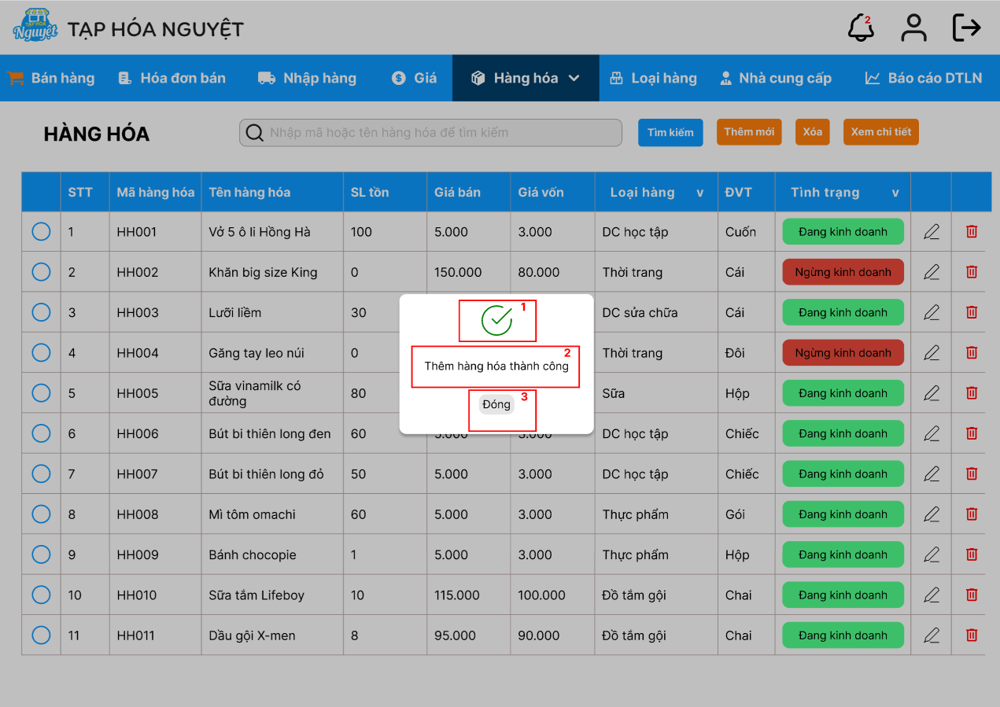 TẠP HÓA
Nguyệt
TẠP HÓA NGUYỆT
2
Bán hàng
Hóa đơn bán
Nhập hàng
Giá
Hàng hóa
Loại hàng
Nhà cung cấp
Báo cáo DTLN
HÀNG HÓA
Nhập mã hoặc tên hàng hóa để tìm kiếm
Tìm kiếm
Thêm mới
Xóa
Xem chi tiết
STT Mã hàng hóa Tên hàng hóa SL tồn Giá bán Giá vốn Loại hàng v ĐVT Tình trạng v
1 HH001 Vở 5 ô li Hồng Hà 100 5.000 3.000 DC học tập Cuốn Đang kinh doanh
2 HH002 Khăn big size King 0 150.000 80.000 Thời trang Cái Ngừng kinh doanh
3 HH003 Lưỡi liềm 30 DC sửa chữa Cái Đang kinh doanh
4 HH004 Găng tay leo núi 0 Thời trang Đôi Ngừng kinh doanh
5 HH005 Sữa vinamilk có
đường 80 Sữa Hộp Đang kinh doanh
6 HH006 Bút bi thiên long đen 60 5.000 3.000 DC học tập Chiếc Đang kinh doanh
7 HH007 Bút bi thiên long đỏ 50 5.000 3.000 DC học tập Chiếc Đang kinh doanh
8 HH008 Mì tôm omachi 60 5.000 3.000 Thực phẩm Gói Đang kinh doanh
9 HH009 Bánh chocopie 1 5.000 3.000 Thực phẩm Hộp Đang kinh doanh
10 HH010 Sữa tắm Lifeboy 10 115.000 100.000 Đồ tắm gội Chai Đang kinh doanh
11 HH011 Dầu gội X-men 8 95.000 90.000 Đồ tắm gội Chai Đang kinh doanh
1
2
Thêm hàng hóa thành công
3
Đóng